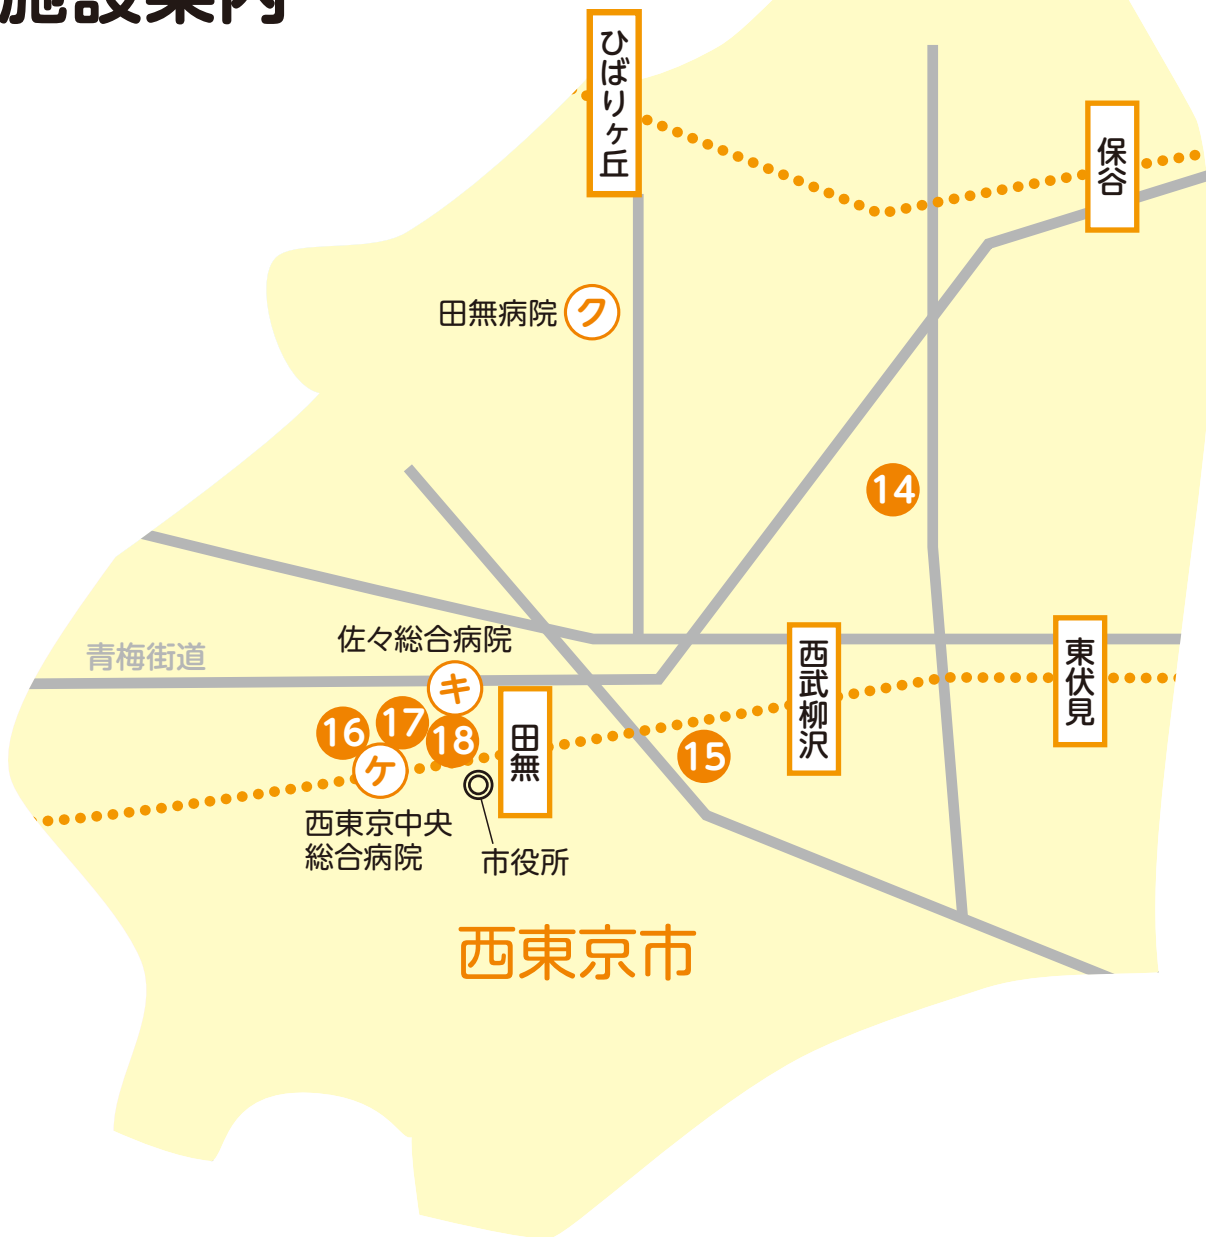 施設案内
ひばりヶ丘
保谷
田無病院
ク
14
佐々総合病院
青梅街道
キ
西武柳沢
東伏見
16
17
18
田無
15
ケ
西東京中央
総合病院
市役所
西東京市